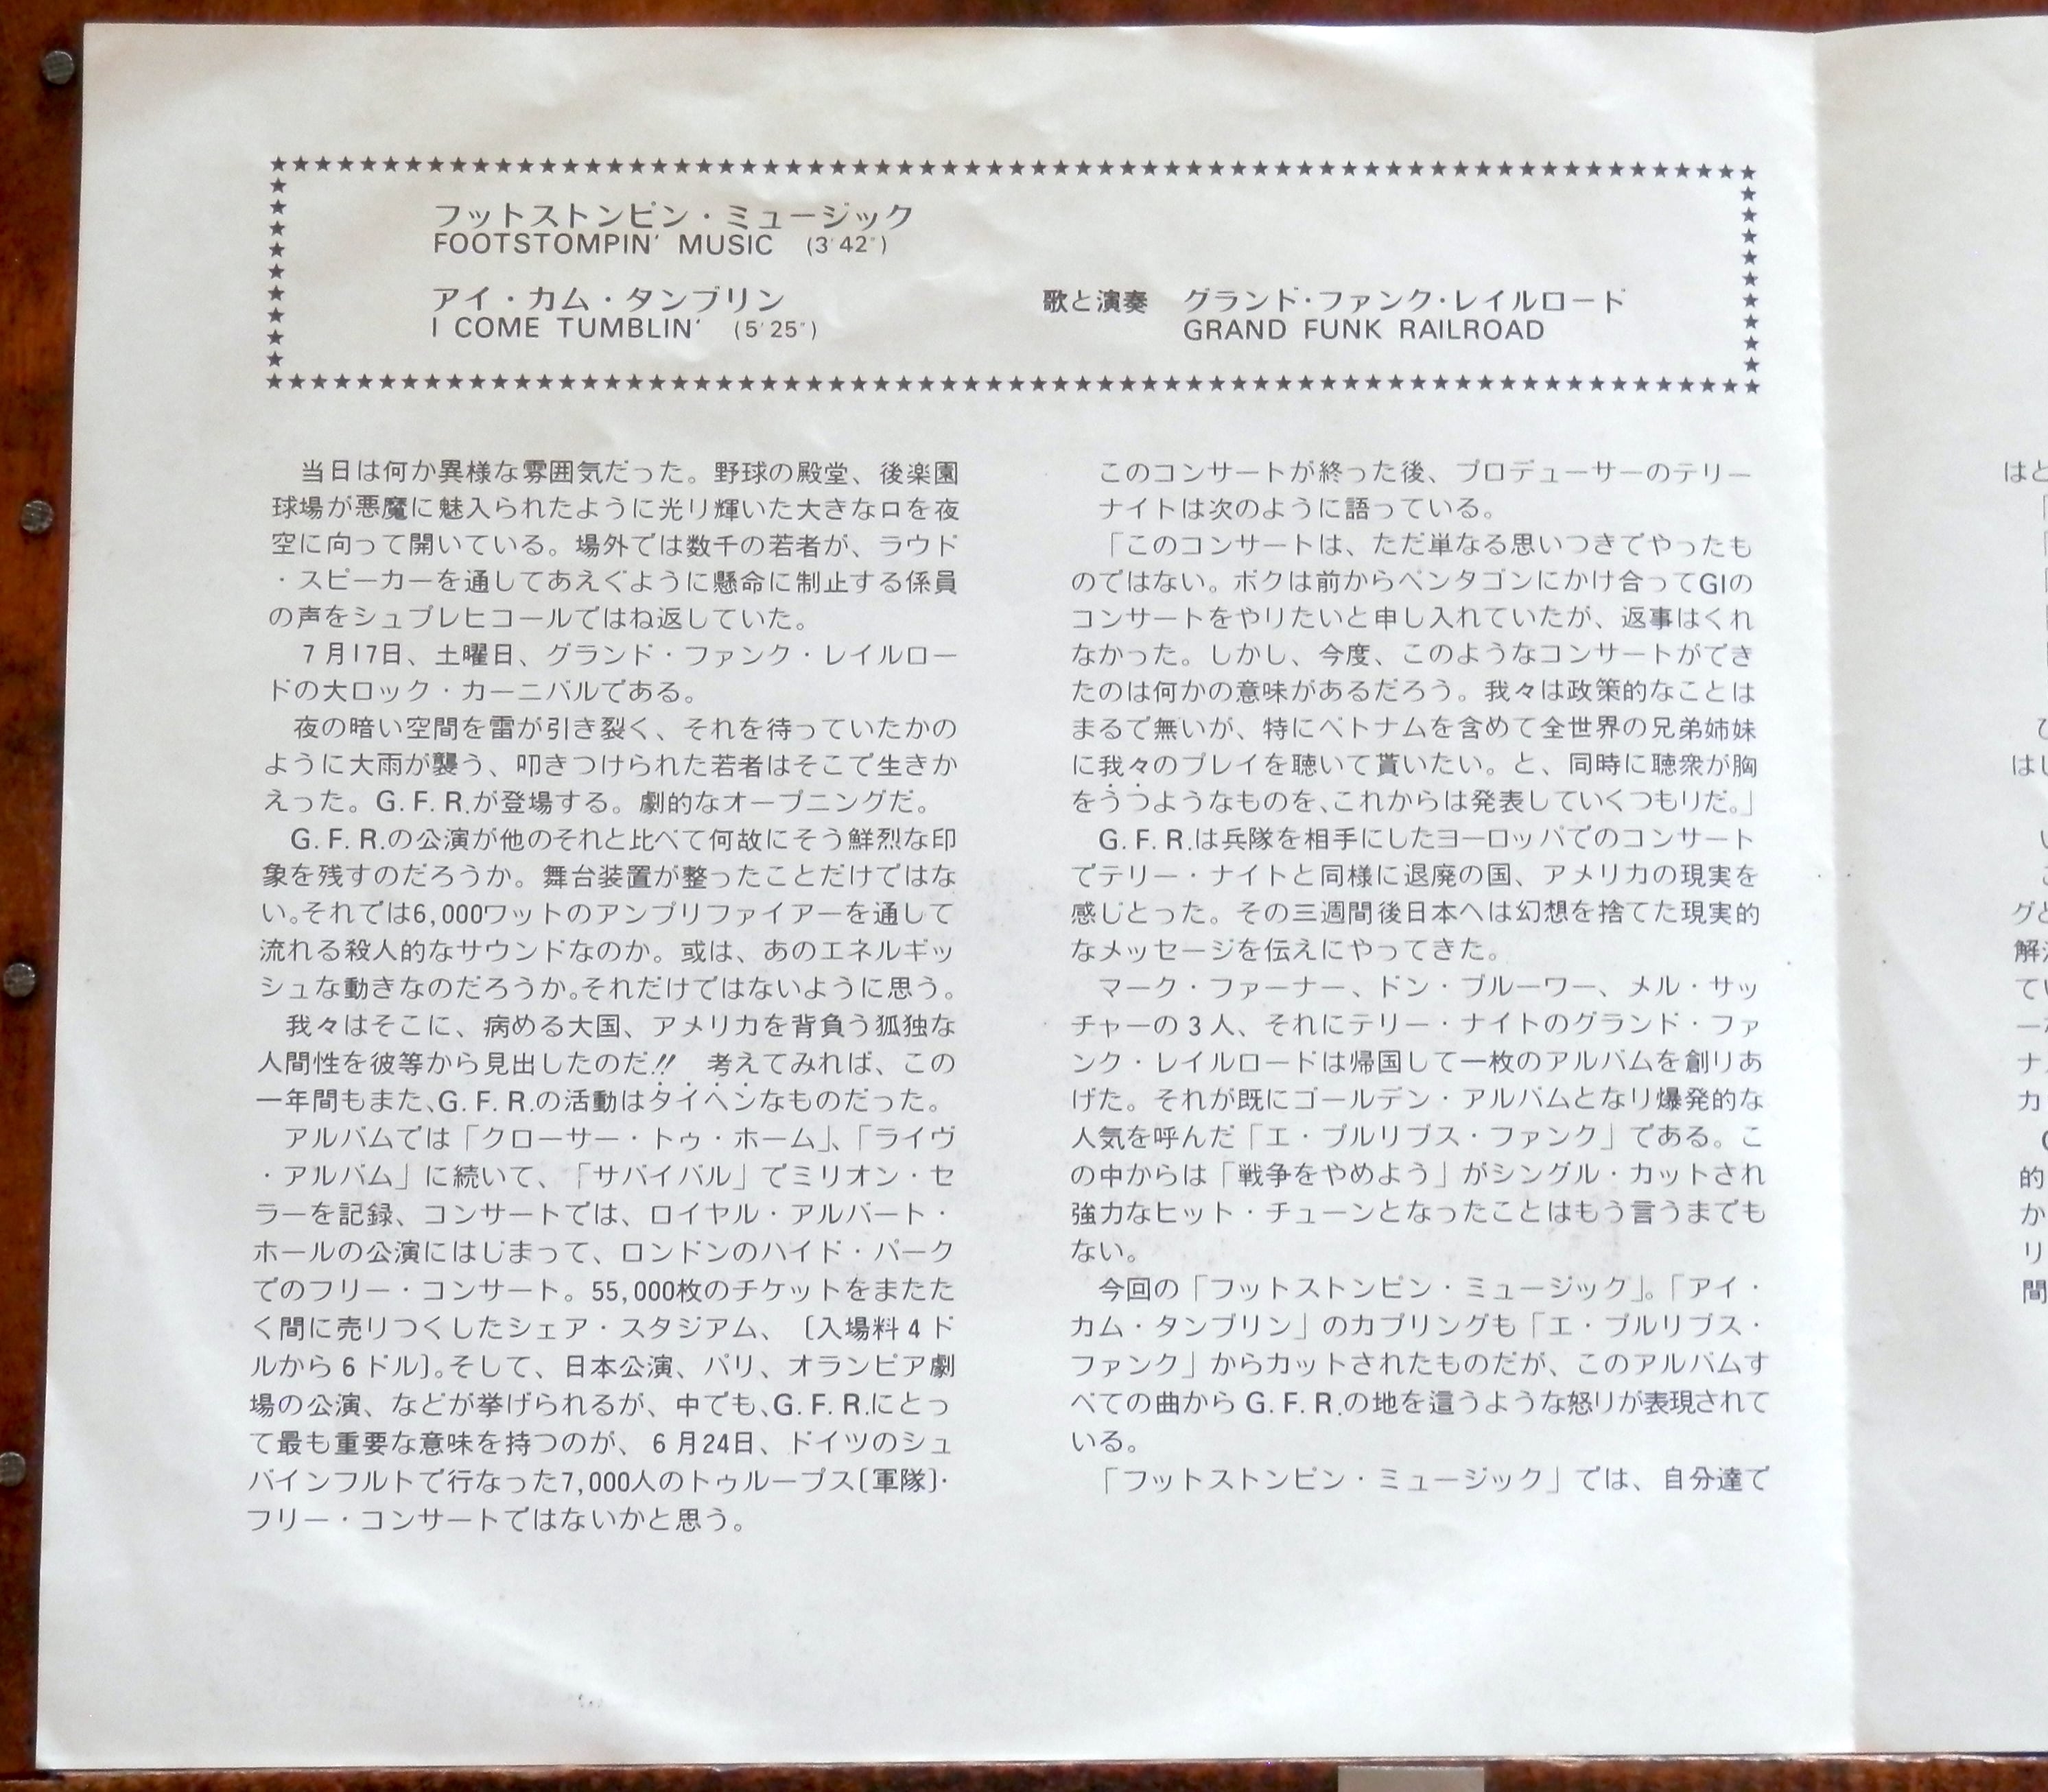 フットストンピン・ミュージック
FOOTSTOMPIN' MUSIC (3'42")
アイ・カム・タンブリン
I COME TUMBLIN' (5'25")
歌と演奏 グランド・ファンク・レイルロード
GRAND FUNK RAILROAD
当日は何か異様な雰囲気だった。野球の殿堂、後楽園
球場が悪魔に魅入られたように光り輝いた大きな口を夜
空に向って開いている。場外では数千の若者が、ラウド
・スピーカーを通してあえぐように懸命に制止する係員
の声をシュプレヒコールではね返していた。
7月17日、土曜日、グランド・ファンク・レイルロー
ドの大ロック・カーニバルである。
夜の暗い空間を雷が引き裂く、それを待っていたかの
ように大雨が襲う、叩きつけられた若者はそこで生きか
えった。G.F.R.が登場する。劇的なオープニングだ。
G.F.R.の公演が他のそれと比べて何故にそう鮮烈な印
象を残すのだろうか。舞台装置が整ったことだけではな
い。それでは6,000ワットのアンプリファイアーを通して
流れる殺人的なサウンドなのか。或は、あのエネルギッ
シュな動きなのだろうか。それだけではないように思う。
我々はそこに、病める大国、アメリカを背負う孤独な
人間性を彼等から見出したのだ!! 考えてみれば、この
一年間もまた、G.F.R.の活動はタイヘンなものだった。
アルバムでは「クローサー・トゥ・ホーム」、「ライヴ
・アルバム」に続いて、「サバイバル」でミリオン・セ
ラーを記録、コンサートでは、ロイヤル・アルバート・
ホールの公演にはじまって、ロンドンのハイド・パーク
でのフリー・コンサート。55,000枚のチケットをまたた
く間に売りつくしたシェア・スタジアム、〔入場料4ド
ルから6ドル〕。そして、日本公演、パリ、オランピア劇
場の公演、などが挙げられるが、中でも、G.F.R.にとっ
て最も重要な意味を持つのが、6月24日、ドイツのシュ
バインフルトで行なった7,000人のトゥループス〔軍隊〕・
フリー・コンサートではないかと思う。
このコンサートが終った後、プロデューサーのテリー
ナイトは次のように語っている。
「このコンサートは、ただ単なる思いつきでやったも
のではない。ボクは前からペンタゴンにかけ合ってGIの
コンサートをやりたいと申し入れていたが、返事はくれ
なかった。しかし、今度、このようなコンサートができ
たのは何かの意味があるだろう。我々は政策的なことは
まるで無いが、特にベトナムを含めて全世界の兄弟姉妹
に我々のプレイを聴いて貰いたい。と、同時に聴衆が胸
をうつようなものを、これからは発表していくつもりだ。」
G.F.R.は兵隊を相手にしたヨーロッパでのコンサート
でテリー・ナイトと同様に退廃の国、アメリカの現実を
感じとった。その三週間後日本へは幻想を捨てた現実的
なメッセージを伝えにやってきた。
マーク・ファーナー、ドン・ブルーワー、メル・サッ
チャーの3人、それにテリー・ナイトのグランド・ファ
ンク・レイルロードは帰国して一枚のアルバムを創りあ
げた。それが既にゴールデン・アルバムとなり爆発的な
人気を呼んだ「エ・プルリブス・ファンク」である。こ
の中からは「戦争をやめよう」がシングル・カットされ
強力なヒット・チューンとなったことはもう言うまでも
ない。
今回の「フットストンピン・ミュージック」。「アイ・
カム・タンブリン」のカプリングも「エ・プルリブス・
ファンク」からカットされたものだが、このアルバムす
べての曲からG.F.R.の地を這うような怒りが表現されて
いる。
「フットストンピン・ミュージック」では、自分達で
はと
ひ
はし
い
こ
グと
解
てい
ナ
カ
的
か
リ
間